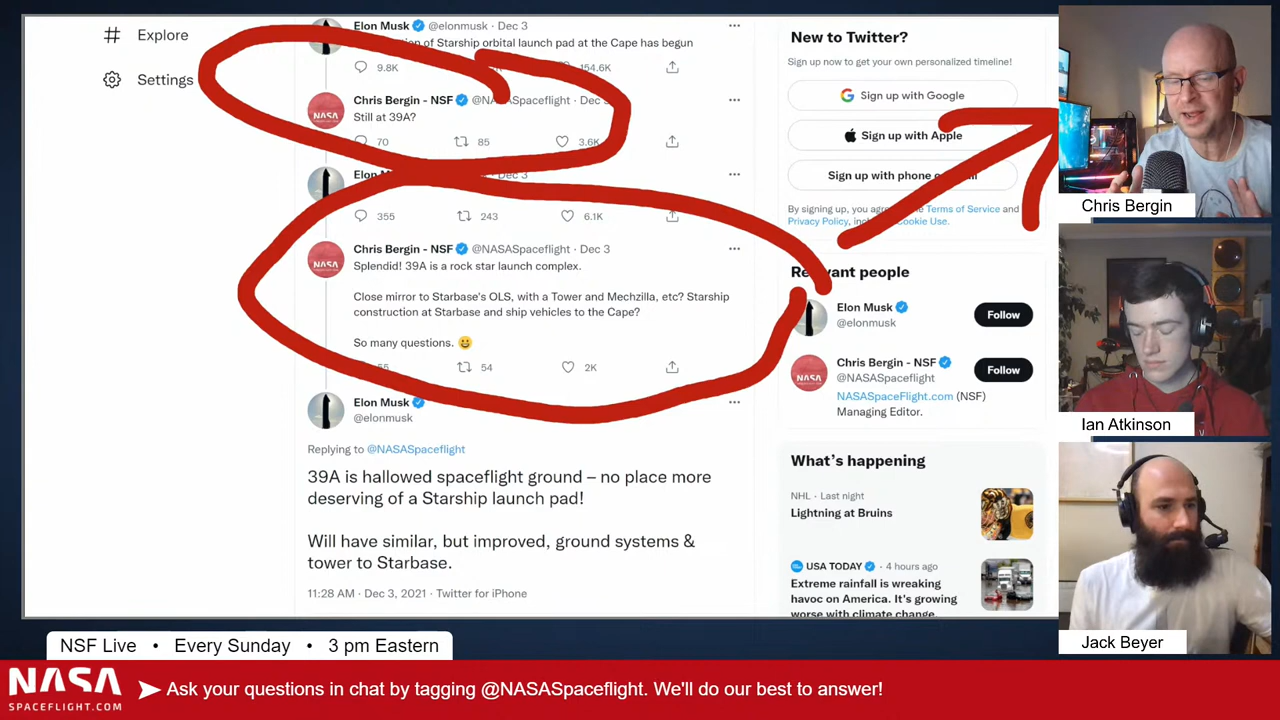 Explore
Settings
Elon Musk @elonmusk · Dec 3
of Starship orbital launch pad at the Cape has begun
9.8K 154.6K
Chris Bergin - NSF @NASASpaceflight · Dec 3
Still at 39A?
70 85 3.6K
Elon Dec 3
355 243 6.1K
Chris Bergin - NSF @NASASpaceflight · Dec 3
Splendid! 39A is a rock star launch complex.
Close mirror to Starbase's OLS, with a Tower and Mechzilla, etc? Starship
construction at Starbase and ship vehicles to the Cape?
So many questions. 😀
54 2K
Elon Musk
@elonmusk
Replying to @NASASpaceflight
39A is hallowed spaceflight ground – no place more
deserving of a Starship launch pad!
Will have similar, but improved, ground systems &
tower to Starbase.
11:28 AM · Dec 3, 2021 · Twitter for iPhone
New to Twitter?
Sign up now to get your own personalized timeline!
Sign up with Google
Sign up with Apple
Sign up with phone
By signing up, you Terms of Service and
Privacy Policy, Cookie Use.
people
Elon Musk
@elonmusk
Follow
Chris Bergin - NSF
@NASASpaceflight
Follow
NASASpaceFlight.com (NSF)
Managing Editor.
What's happening
NHL · Last night
Lightning at Bruins
USA TODAY · 4 hours ago
Extreme rainfall is wreaking
havoc on America. It's growing
worse with climate change.
Chris Bergin
Ian Atkinson
Jack Beyer
NSF Live • Every Sunday • 3 pm Eastern
NASA
SPACEFLIGHT.COM
Ask your questions in chat by tagging @NASASpaceflight. We'll do our best to answer!